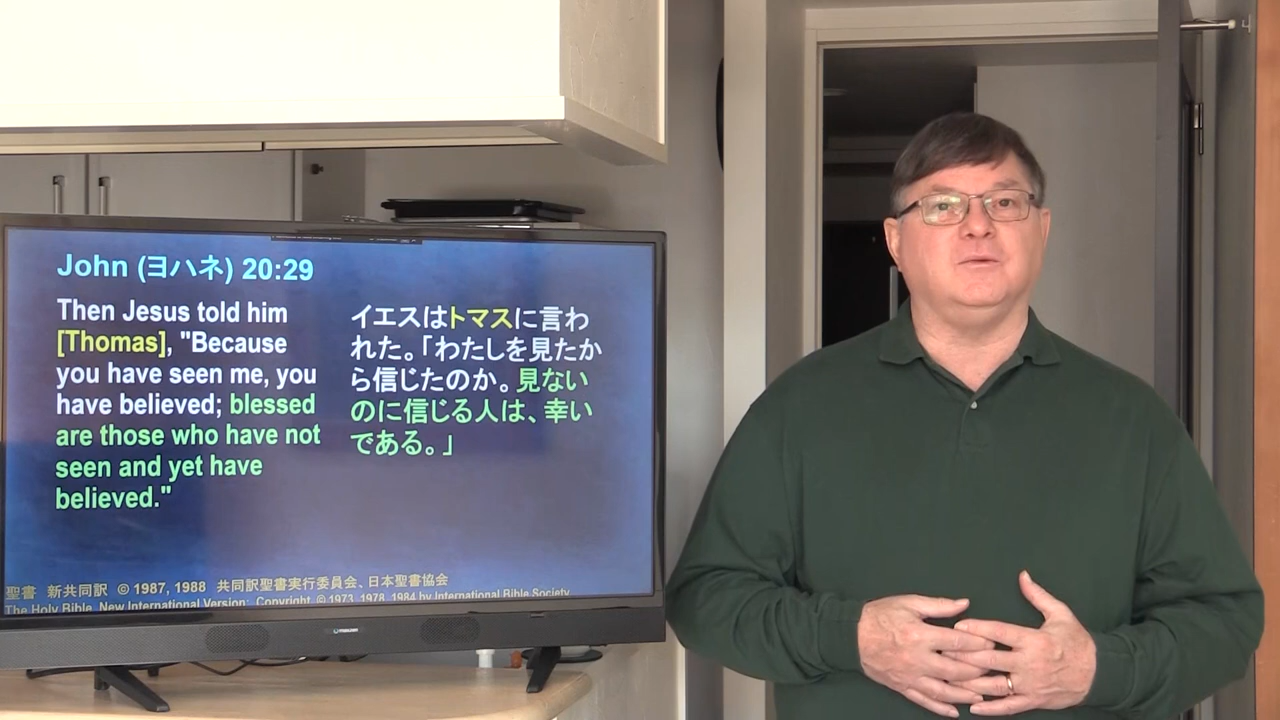 John (ヨハネ) 20:29
Then Jesus told him
[Thomas], "Because
you have seen me, you
have believed; blessed
are those who have not
seen and yet have
believed."
イエスはトマスに言わ
れた。「わたしを見たか
ら信じたのか。見ない
のに信じる人は、幸い
である。」
聖書 新共同訳 © 1987, 1988 共同訳聖書実行委員会、日本聖書協会
The Holy Bible, New International Version: Copyright, © 1973, 1978, 1984 by International Bible Society